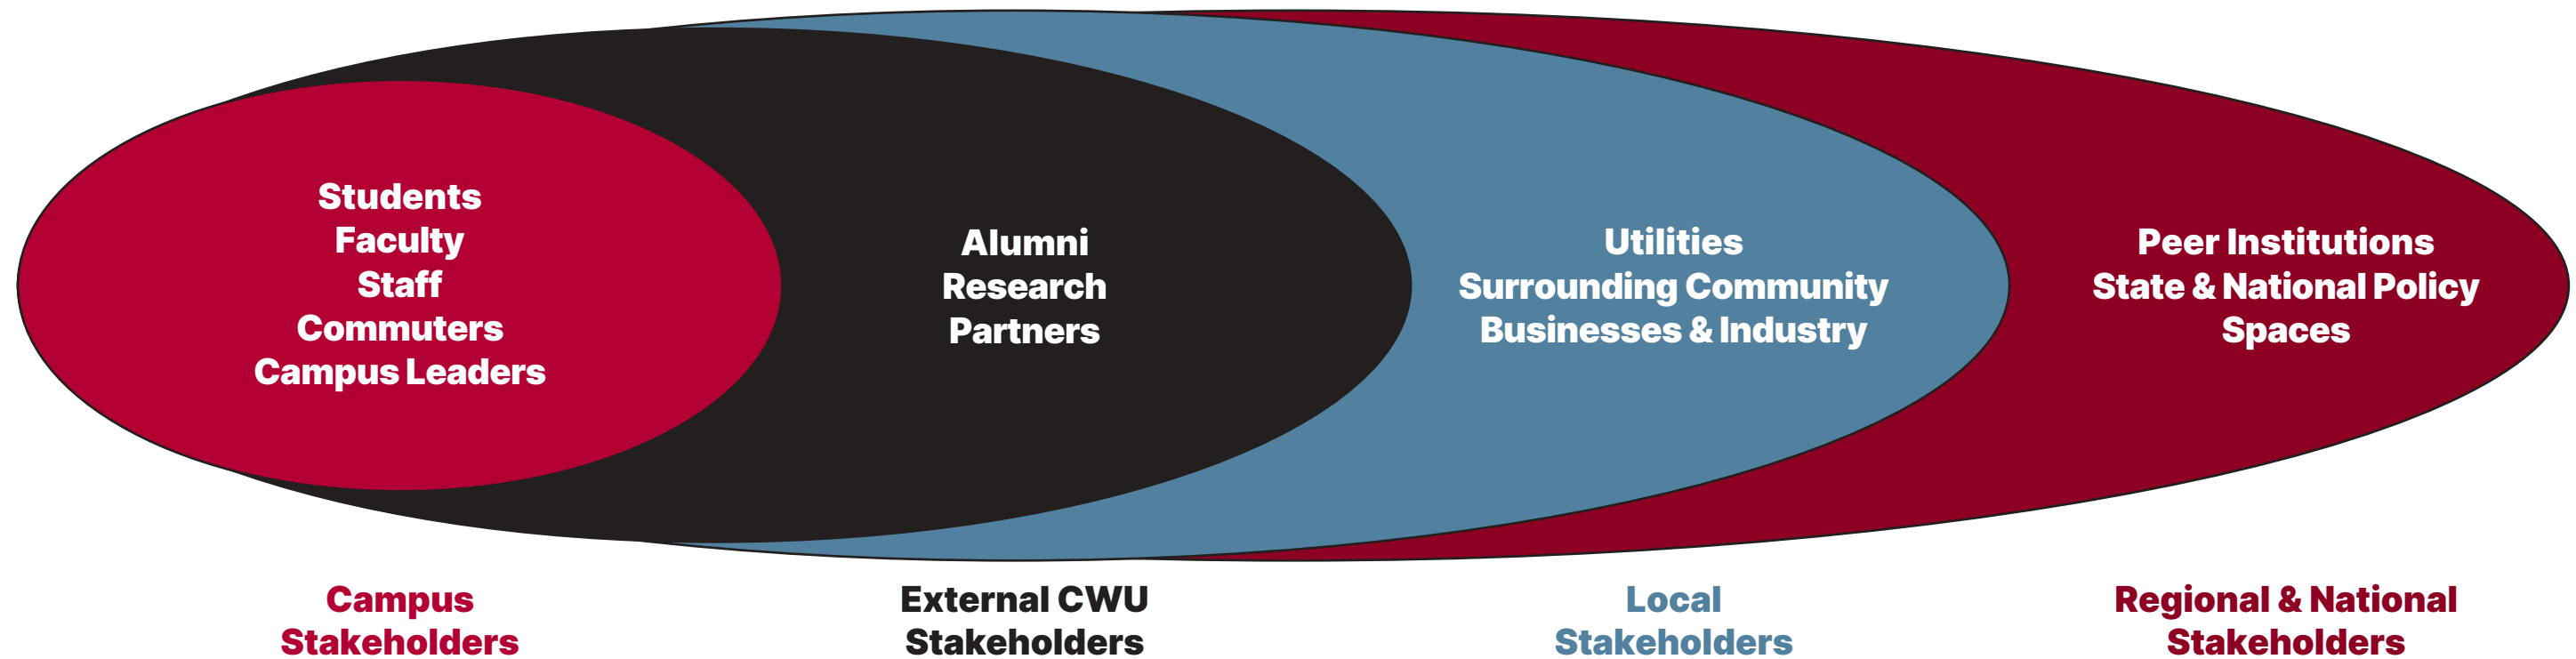 Students
Faculty
Staff
Commuters
Campus Leaders
Alumni
Research
Partners
Utilities
Surrounding Community
Businesses & Industry
Peer Institutions
State & National Policy
Spaces
Campus
Stakeholders
External CWU
Stakeholders
Local
Stakeholders
Regional & National
Stakeholders